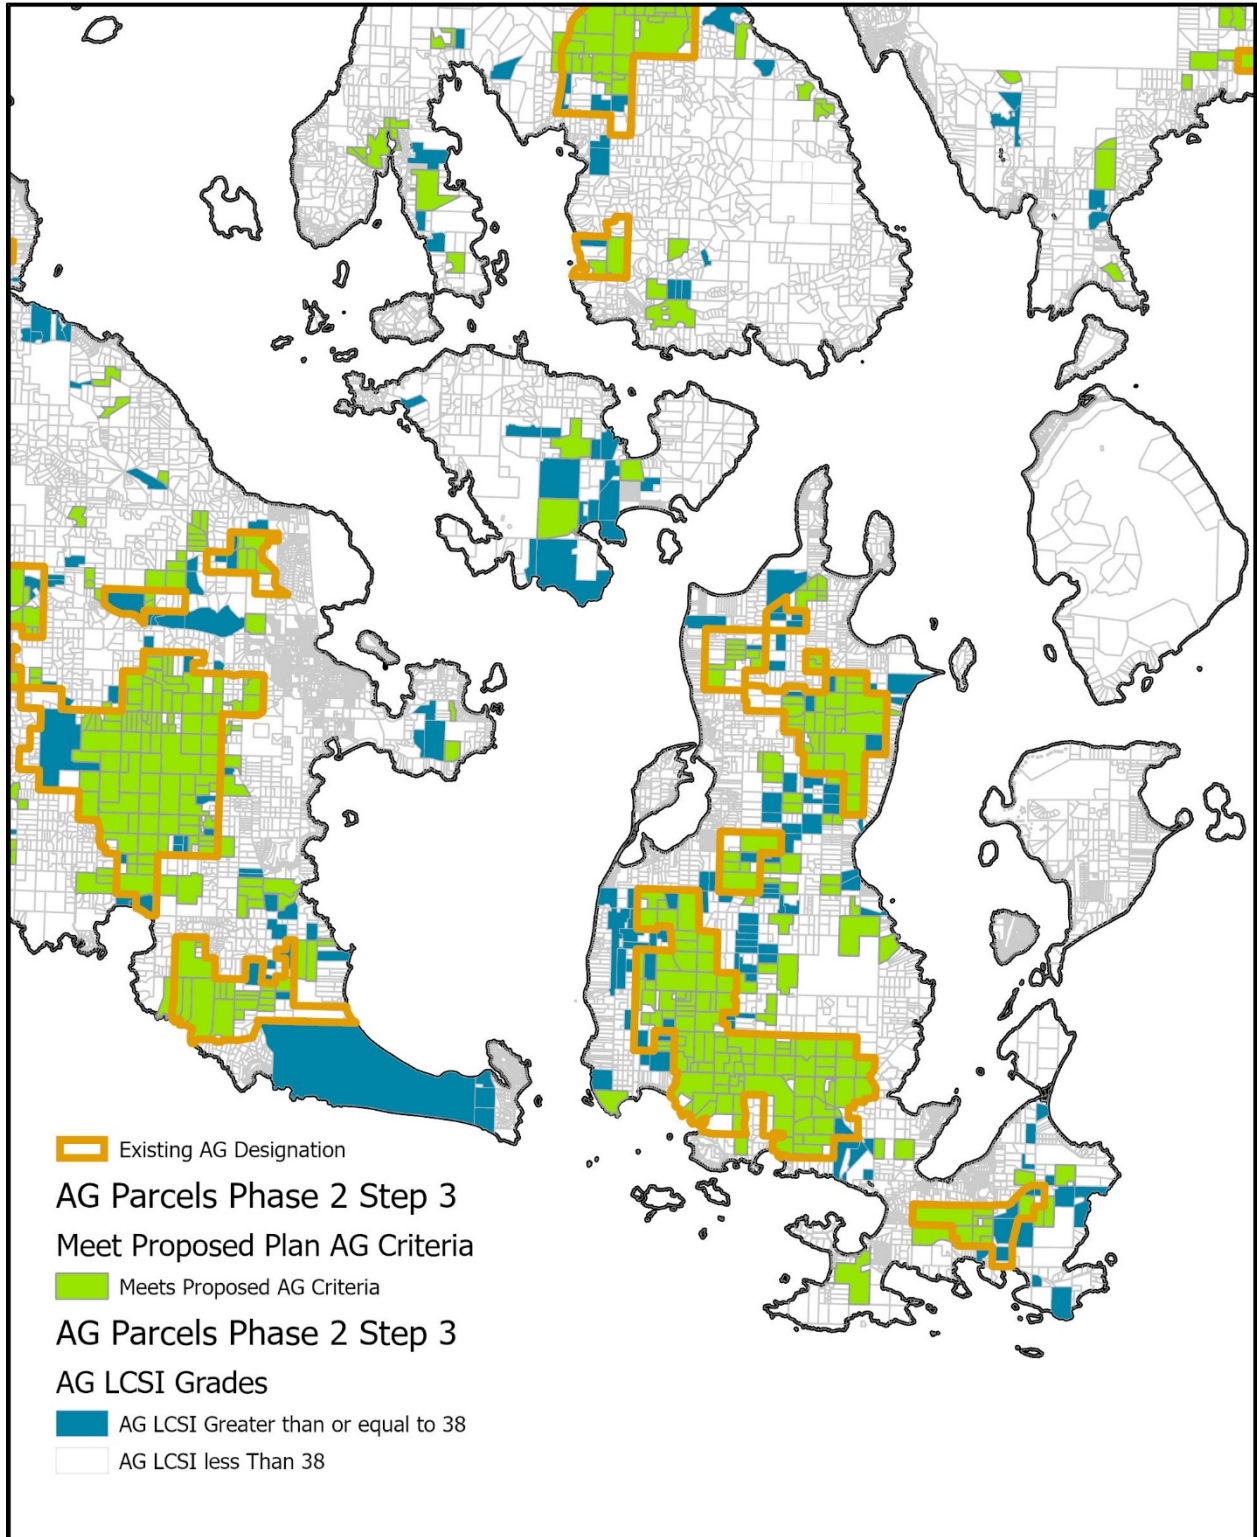 Existing AG Designation
AG Parcels Phase 2 Step 3
Meet Proposed Plan AG Criteria
Meets Proposed AG Criteria
AG Parcels Phase 2 Step 3
AG LCSI Grades
AG LCSI Greater than or equal to 38
AG LCSI less Than 38